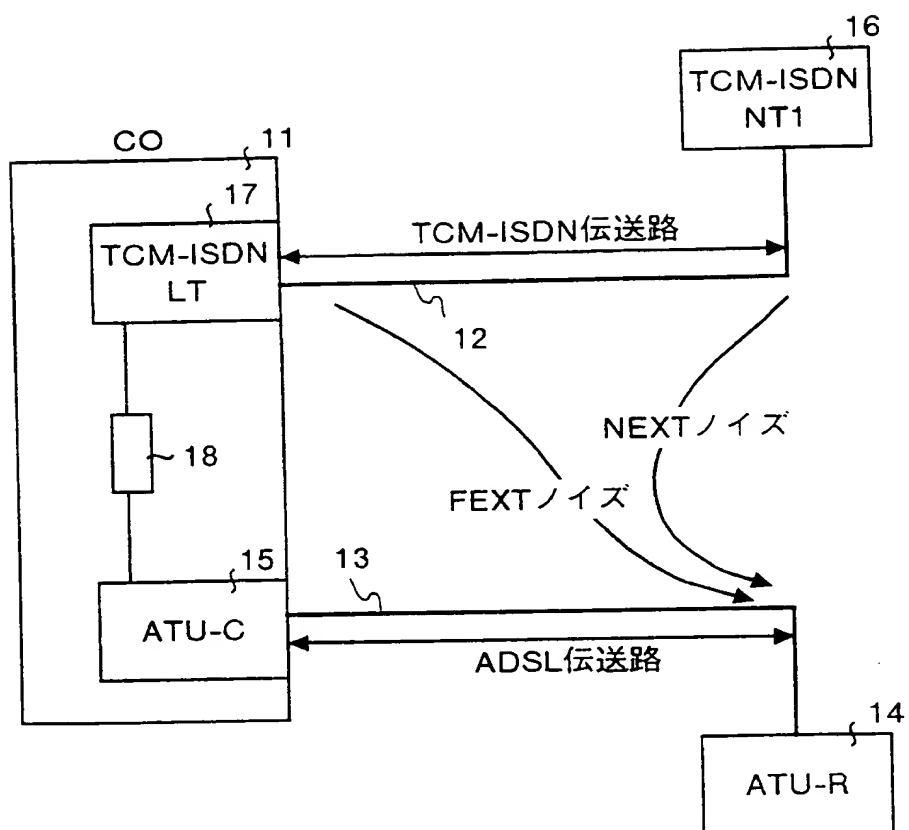 16
TCM-ISDN
NT1
CO
11
17
TCM-ISDN
LT
TCM-ISDN伝送路
12
NEXTノイズ
18
FEXTノイズ
15
13
ATU-C
ADSL伝送路
14
ATU-R